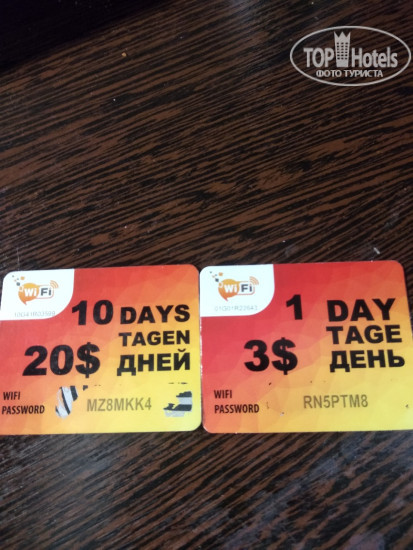 TOP Hotels
ФОТО ТУРИСТА
WiFi
10 DAYS
TAGEN
20$ ДНЕЙ
WIFI
PASSWORD
MZ8MKK4
WiFi
1 DAY
TAGE
3$ ДЕНЬ
WIFI
PASSWORD
RN5PTM8